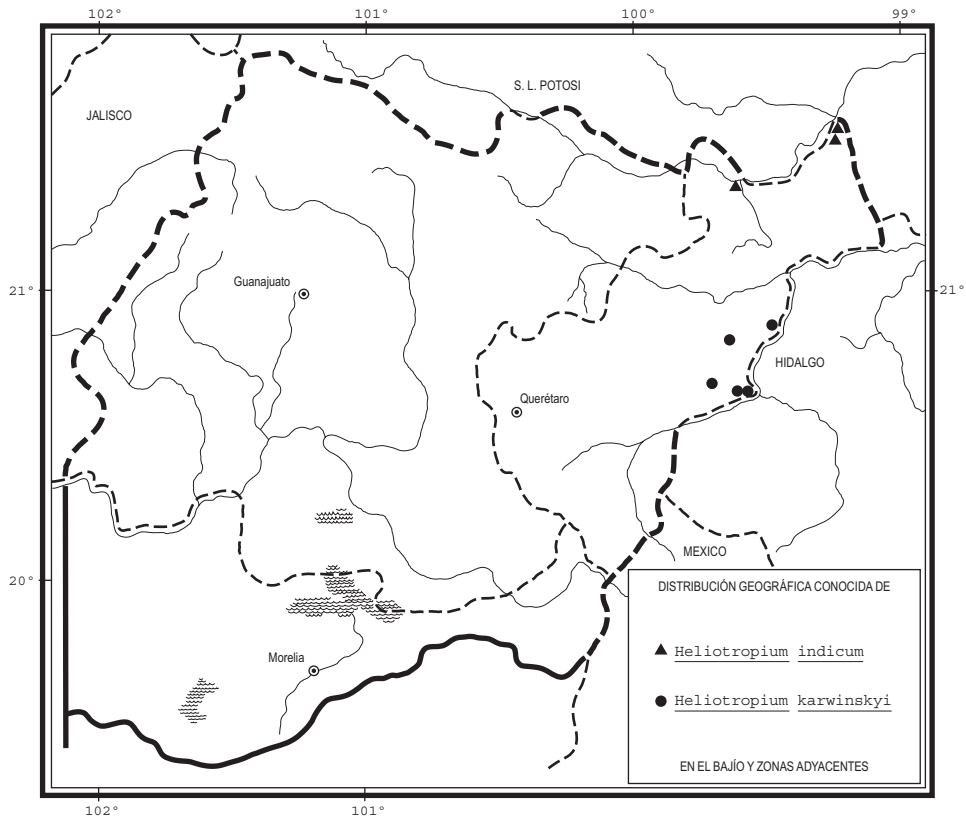 102° 101° 100° 99°
S. L. POTOSI
JALISCO
Guanajuato
21° 21°
HIDALGO
Querétaro
MEXICO
20°
DISTRIBUCIÓN GEOGRÁFICA CONOCIDA DE
Heliotropium indicum
Morelia
Heliotropium karwinskyi
EN EL BAJÍO Y ZONAS ADYACENTES
102° 101°